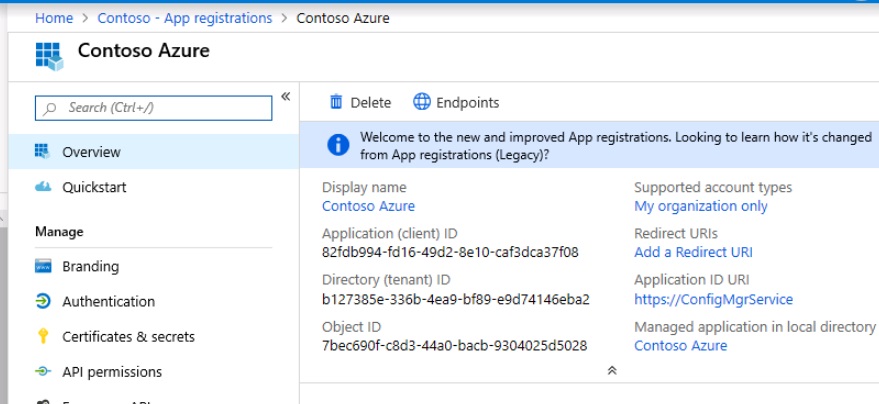 Home > Contoso - App registrations > Contoso Azure
Contoso Azure
Search (Ctrl+/)
«
Overview
Quickstart
Manage
Branding
Authentication
Certificates & secrets
API permissions
Delete
Endpoints
Welcome to the new and improved App registrations. Looking to learn how it's changed
from App registrations (Legacy)?
Display name
Contoso Azure
Application (client) ID
82fdb994-fd16-49d2-8e10-caf3dca37f08
Directory (tenant) ID
b127385e-336b-4ea9-bf89-e9d74146eba2
Object ID
7bec690f-c8d3-44a0-bacb-9304025d5028
Supported account types
My organization only
Redirect URIs
Add a Redirect URI
Application ID URI
https://ConfigMgrService
Managed application in local directory
Contoso Azure